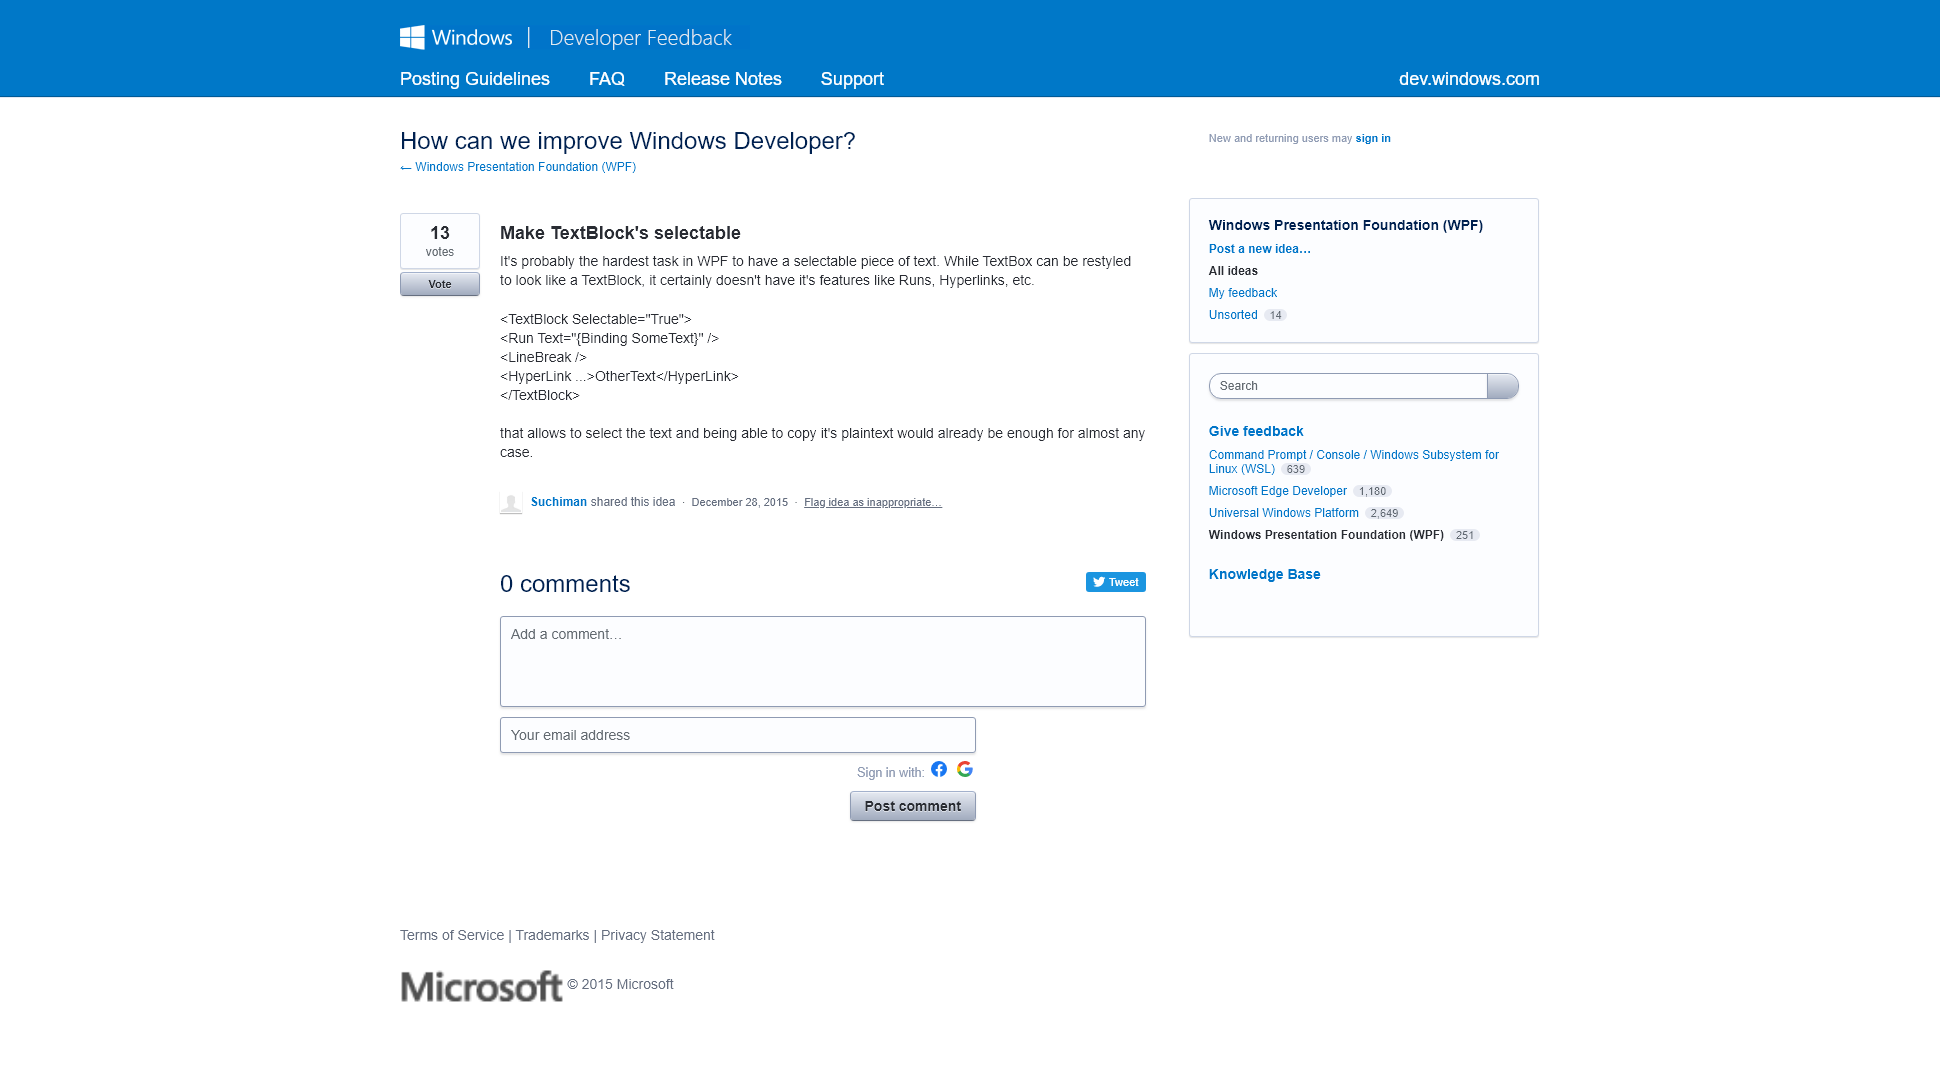 Windows | Developer Feedback
Posting Guidelines FAQ Release Notes Support dev.windows.com
How can we improve Windows Developer?
← Windows Presentation Foundation (WPF)
New and returning users may sign in
13
votes
Vote
Make TextBlock's selectable
It's probably the hardest task in WPF to have a selectable piece of text. While TextBox can be restyled
to look like a TextBlock, it certainly doesn't have it's features like Runs, Hyperlinks, etc.
<TextBlock Selectable="True">
<Run Text="{Binding SomeText}" />
<LineBreak />
<HyperLink ...>OtherText</HyperLink>
</TextBlock>
that allows to select the text and being able to copy it's plaintext would already be enough for almost any
case.
Suchiman shared this idea · December 28, 2015 · Flag idea as inappropriate…
0 comments
Tweet
Add a comment…
Your email address
Sign in with:
Post comment
Windows Presentation Foundation (WPF)
Post a new idea…
All ideas
My feedback
Unsorted 14
Search
Give feedback
Command Prompt / Console / Windows Subsystem for
Linux (WSL) 639
Microsoft Edge Developer 1,180
Universal Windows Platform 2,649
Windows Presentation Foundation (WPF) 251
Knowledge Base
Terms of Service | Trademarks | Privacy Statement
Microsoft © 2015 Microsoft